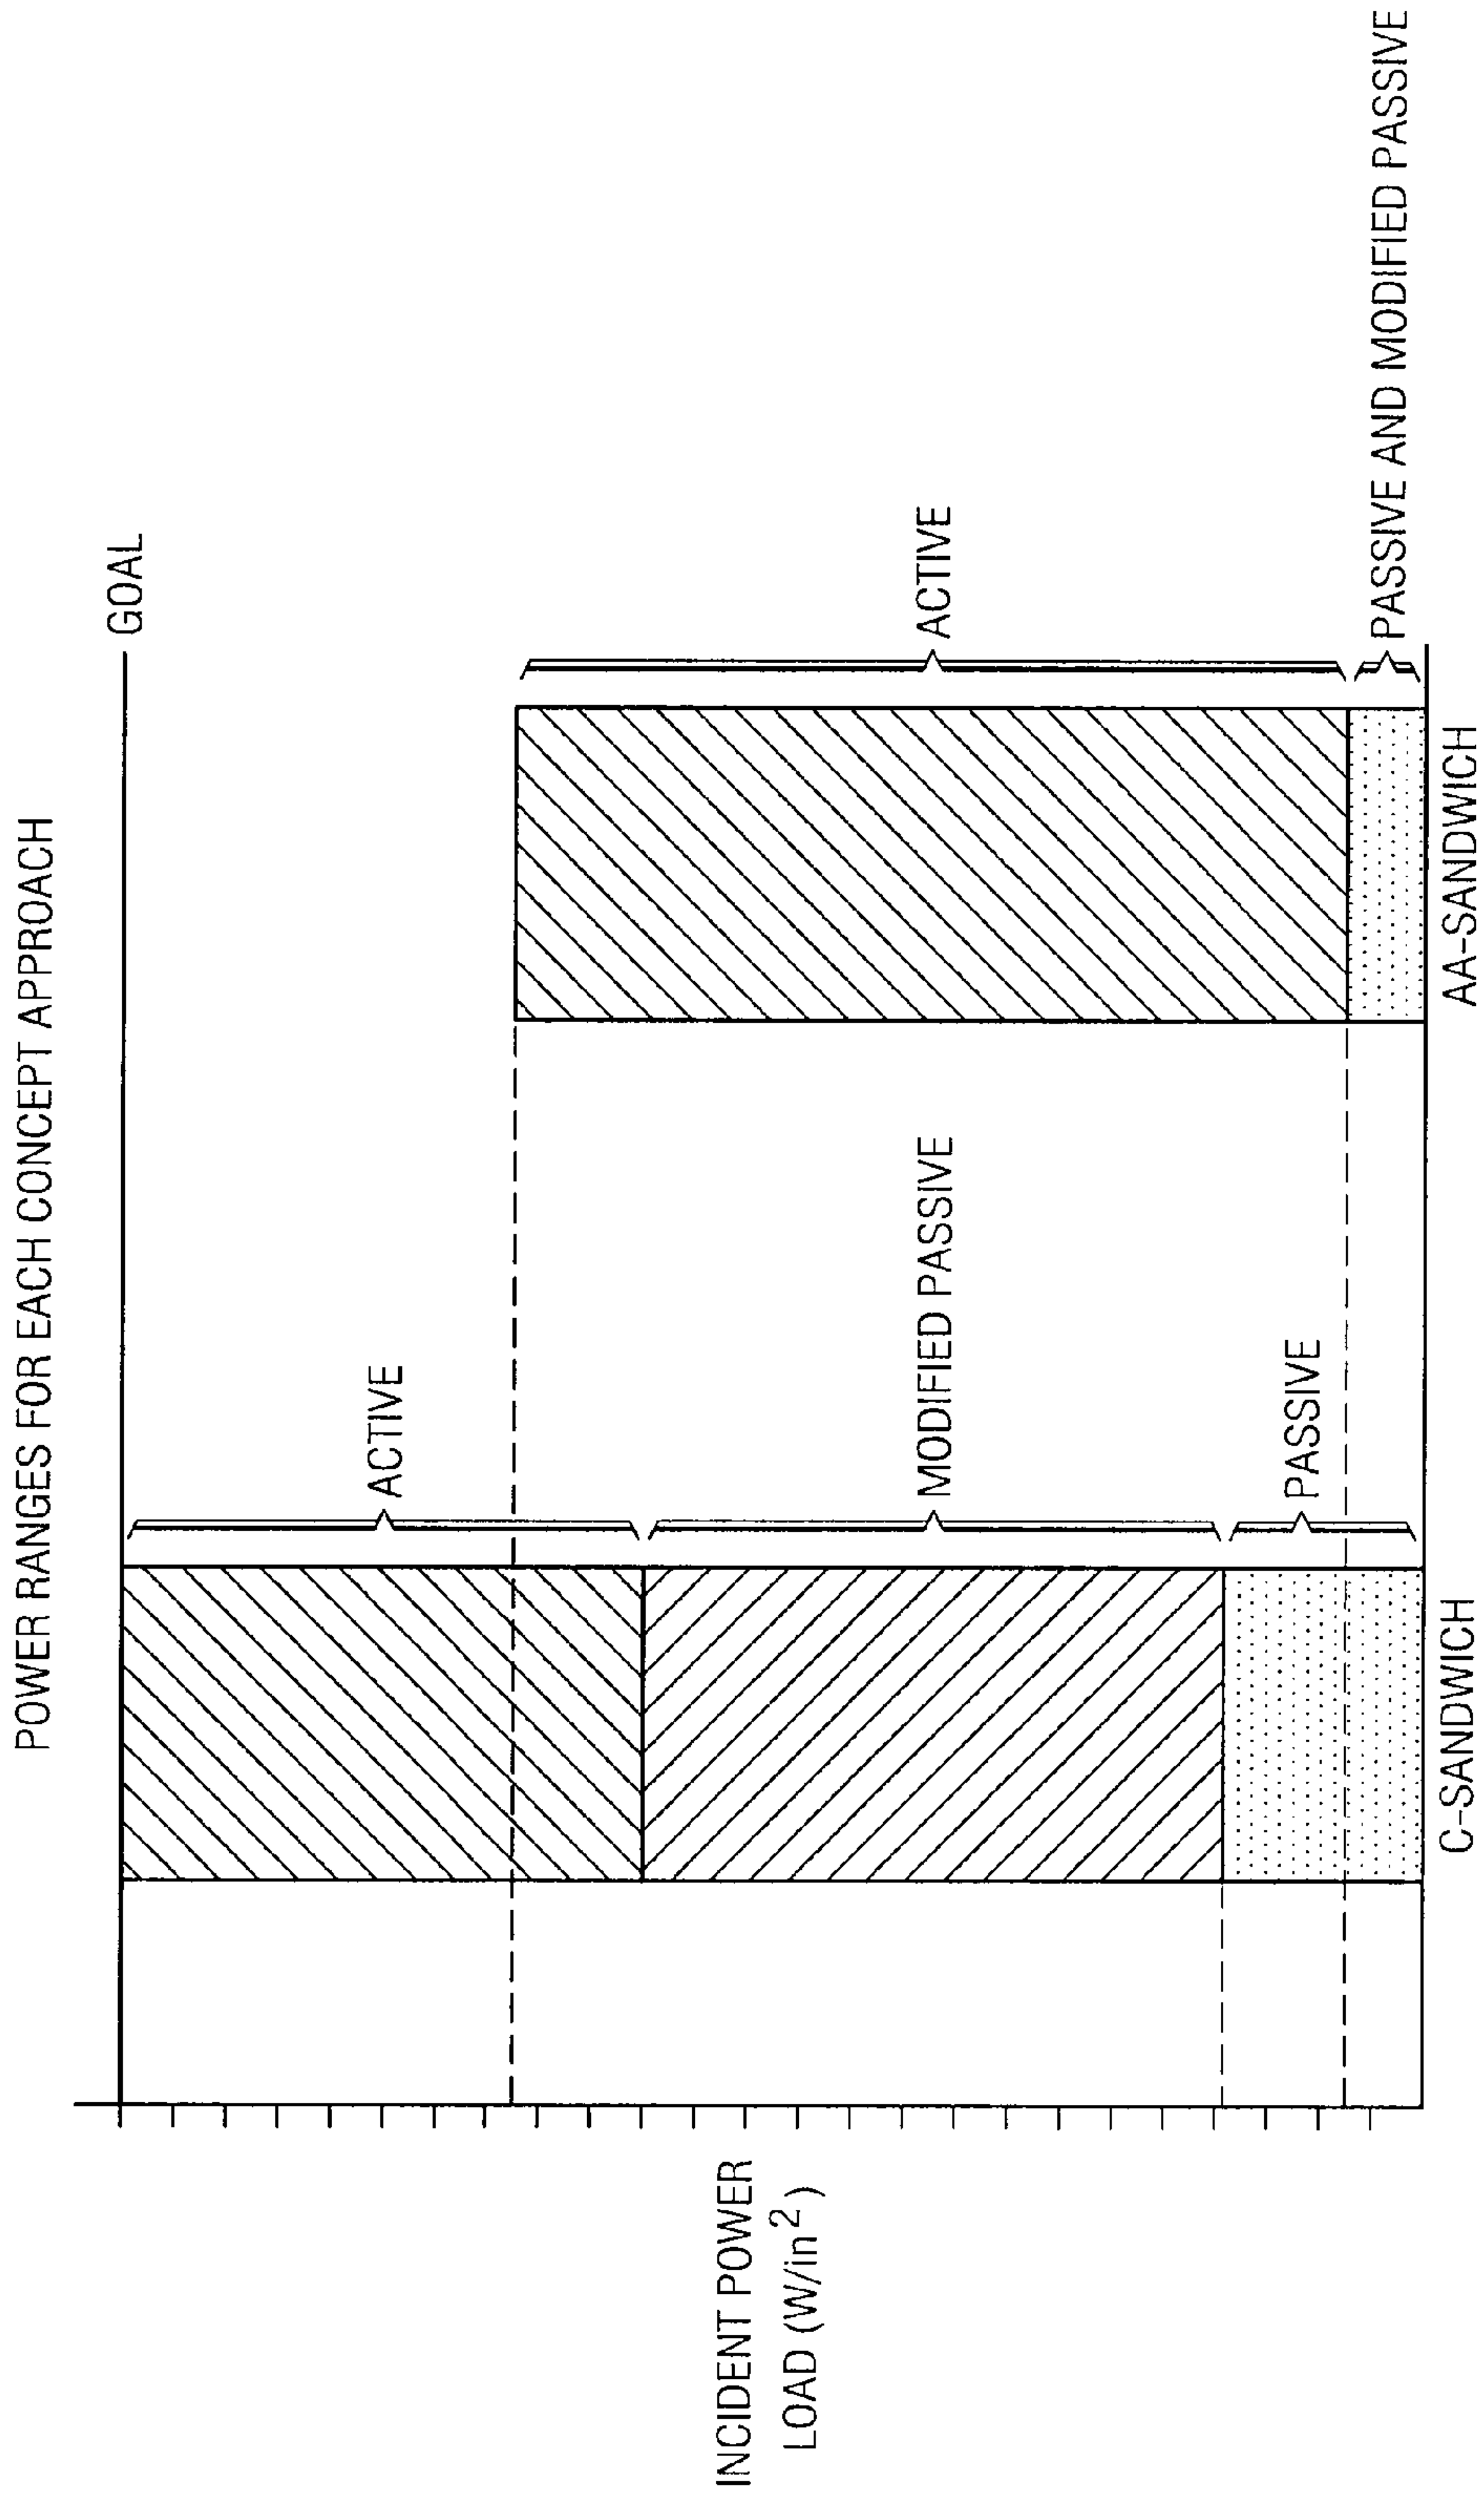 POWER RANGES FOR EACH CONCEPT APPROACH
GOAL
ACTIVE
INCIDENT POWER
LOAD (W/in²)
MODIFIED PASSIVE
ACTIVE
PASSIVE
PASSIVE AND MODIFIED PASSIVE
C-SANDWICH
AA-SANDWICH